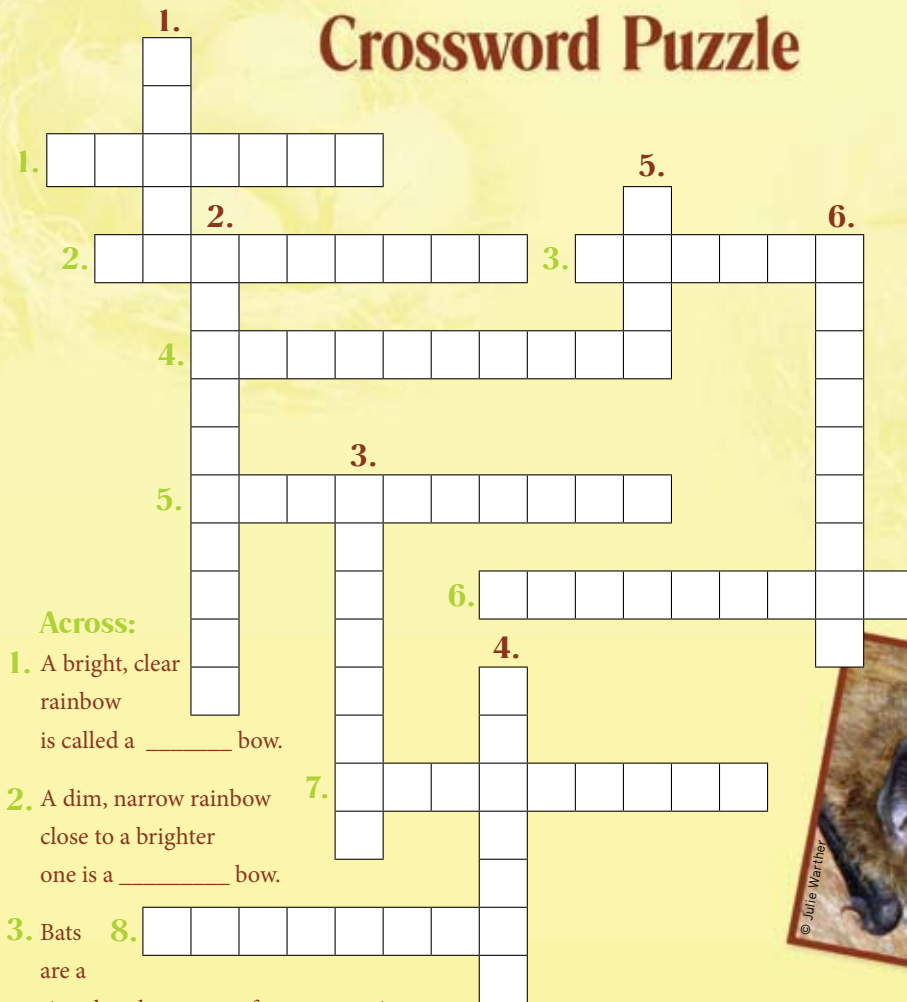 Crossword Puzzle
1.
1.
5.
2.
6.
2.
3.
4.
3.
5.
6.
4.
Across:
1. A bright, clear
rainbow
is called a _______ bow.
7.
2. A dim, narrow rainbow
close to a brighter
one is a _________ bow.
8.
3. Bats
are a
© Julie Warther